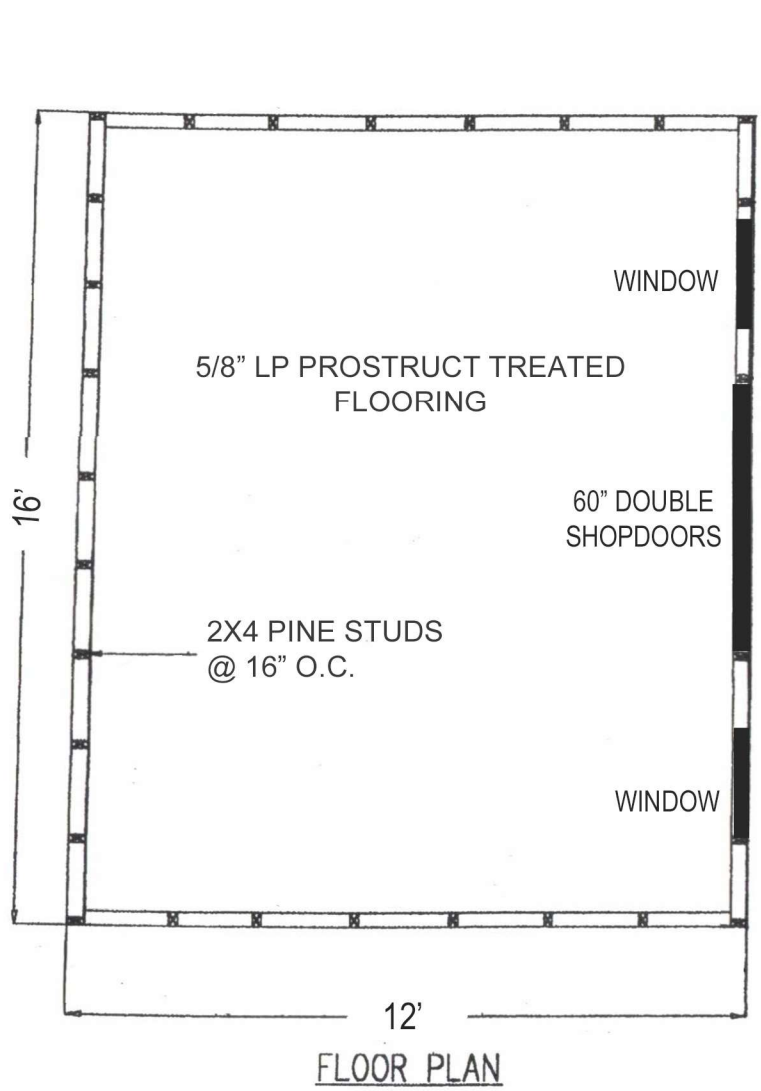 WINDOW
5/8” LP PROSTRUCT TREATED
FLOORING
16’
60” DOUBLE
SHOPDOORS
2X4 PINE STUDS
@ 16” O.C.
WINDOW
12’
FLOOR PLAN